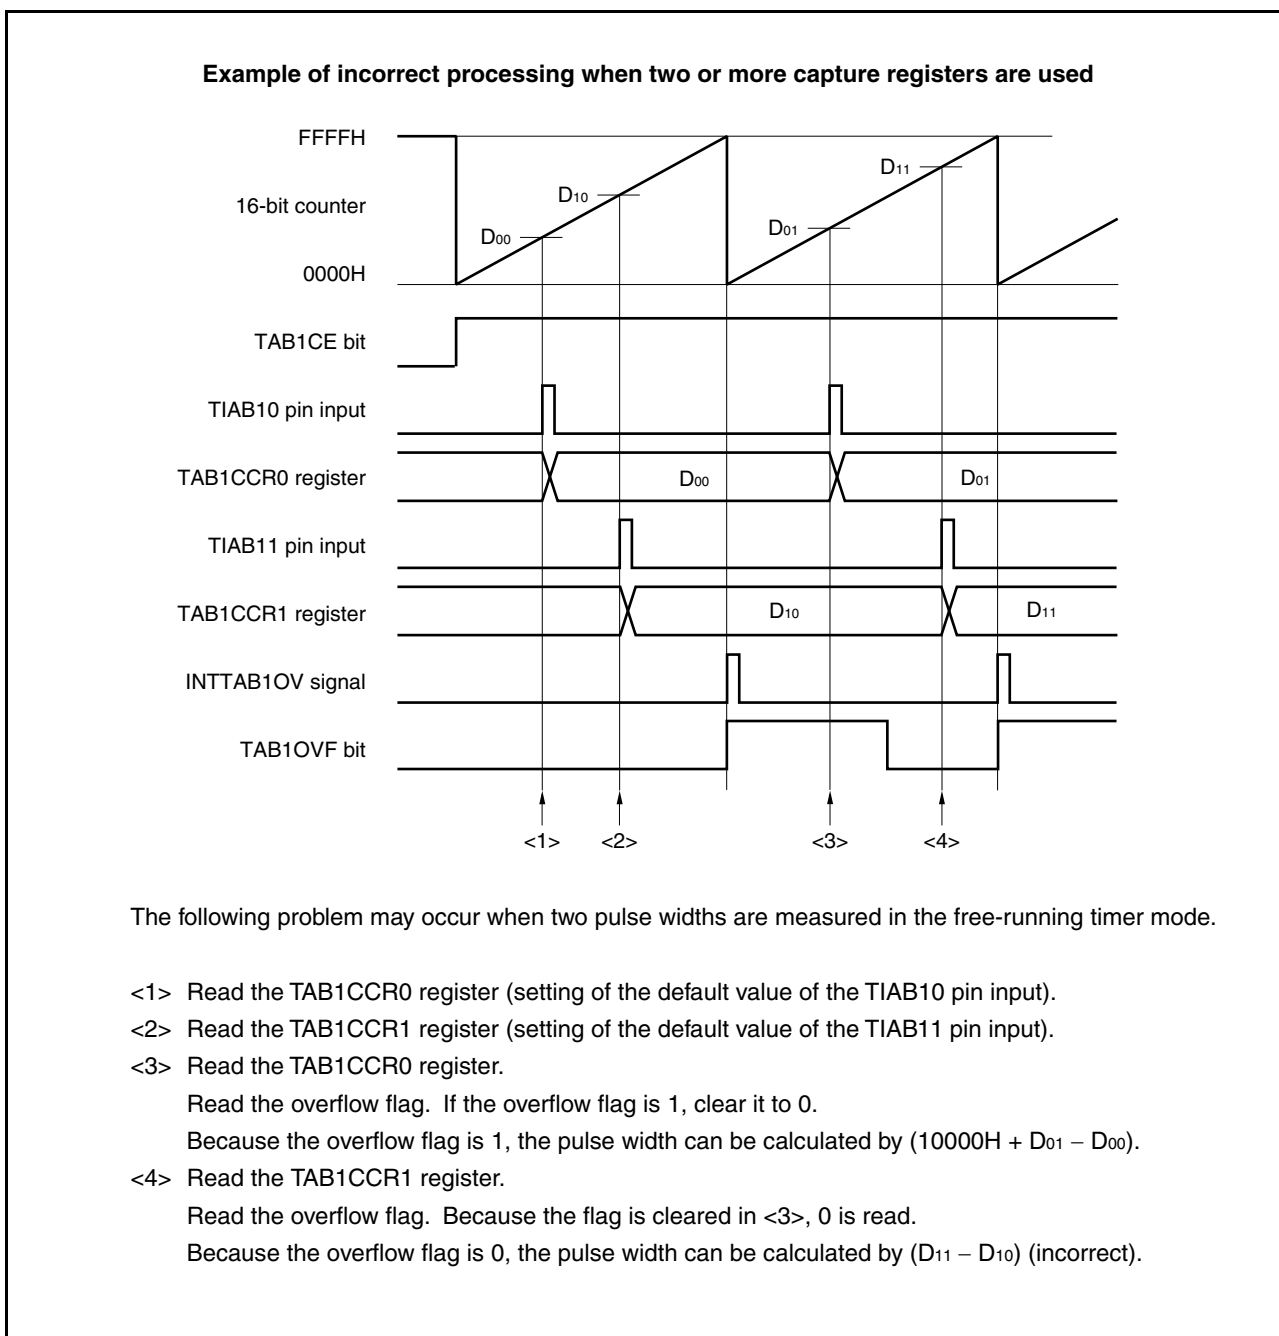 Example of incorrect processing when two or more capture registers are used
FFFFH
D11
D10
16-bit counter
D01
D00
0000H
TAB1CE bit
TIAB10 pin input
TAB1CCR0 register
D00
D01
TIAB11 pin input
TAB1CCR1 register
D10
D11
INTTAB1OV signal
TAB1OVF bit
<1> <2> <3> <4>
The following problem may occur when two pulse widths are measured in the free-running timer mode.
<1> Read the TAB1CCR0 register (setting of the default value of the TIAB10 pin input).
<2> Read the TAB1CCR1 register (setting of the default value of the TIAB11 pin input).
<3> Read the TAB1CCR0 register.
Read the overflow flag. If the overflow flag is 1, clear it to 0.
Because the overflow flag is 1, the pulse width can be calculated by (10000H + D01 − D00).
<4> Read the TAB1CCR1 register.
Read the overflow flag. Because the flag is cleared in <3>, 0 is read.
Because the overflow flag is 0, the pulse width can be calculated by (D11 − D10) (incorrect).